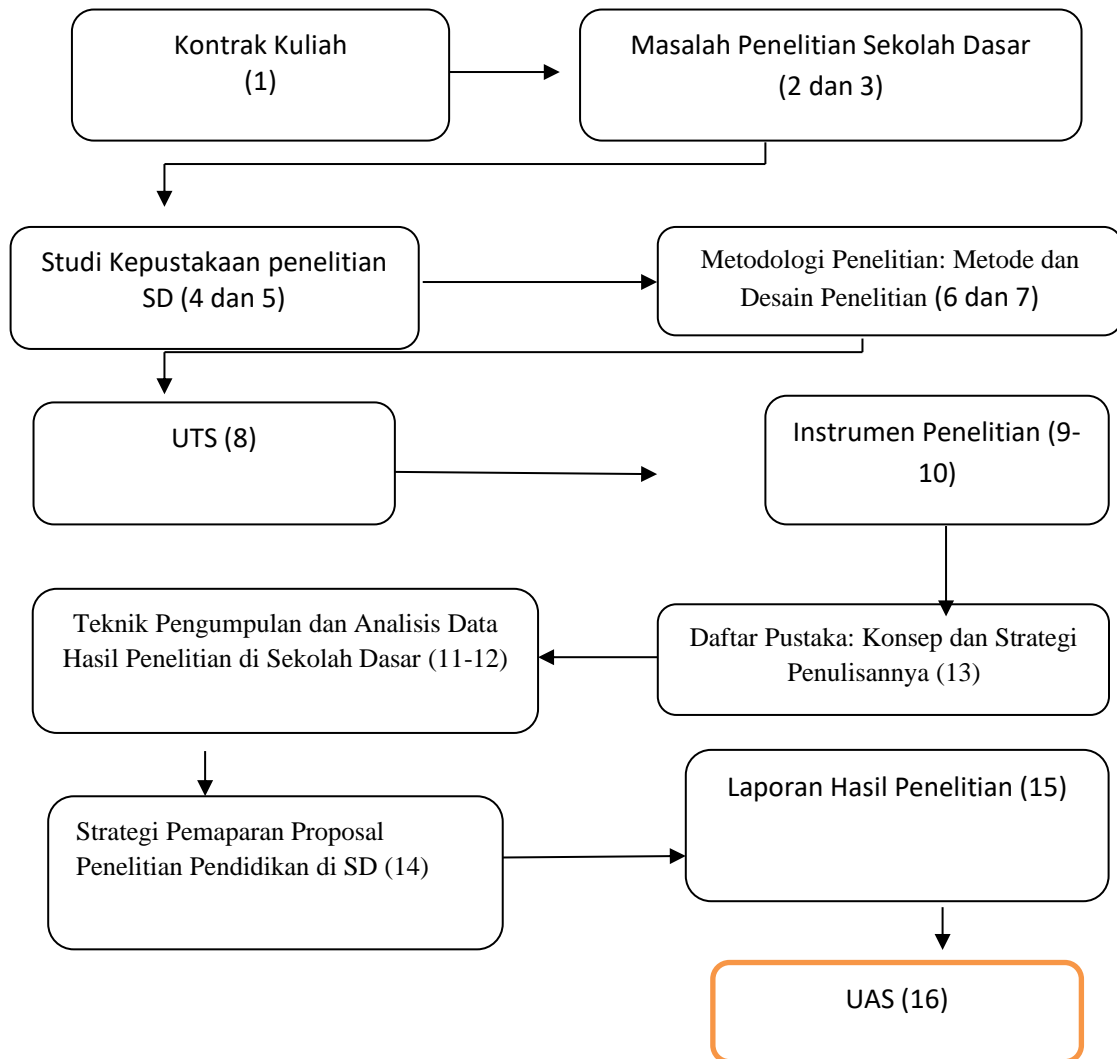 Kontrak Kuliah
(1)
Masalah Penelitian Sekolah Dasar
(2 dan 3)
Studi Kepustakaan penelitian
SD (4 dan 5)
Metodologi Penelitian: Metode dan
Desain Penelitian (6 dan 7)
UTS (8)
Instrumen Penelitian (9-
10)
Teknik Pengumpulan dan Analisis Data
Hasil Penelitian di Sekolah Dasar (11-12)
Daftar Pustaka: Konsep dan Strategi
Penulisannya (13)
Strategi Pemaparan Proposal
Penelitian Pendidikan di SD (14)
Laporan Hasil Penelitian (15)
UAS (16)